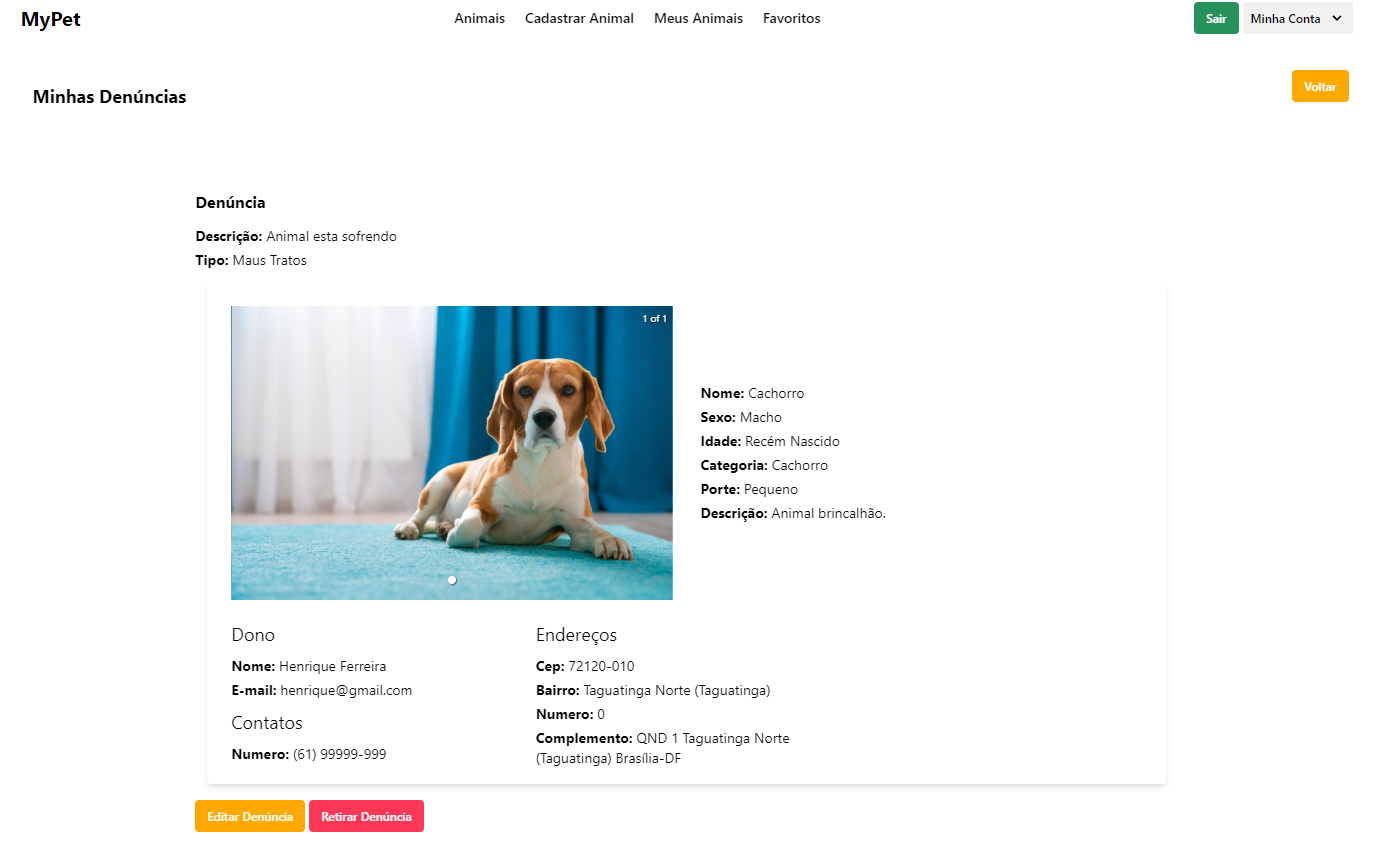 MyPet
Animais
Cadastrar Animal
Meus Animais
Favoritos
Sair
Minha Conta
Minhas Denúncias
Voltar
Denúncia
Descrição: Animal esta sofrendo
Tipo: Maus Tratos
1 of 1
Nome: Cachorro
Sexo: Macho
Idade: Recém Nascido
Categoria: Cachorro
Porte: Pequeno
Descrição: Animal brincalhão.
Dono
Nome: Henrique Ferreira
E-mail: henrique@gmail.com
Contatos
Numero: (61) 99999-999
Endereços
Cep: 72120-010
Bairro: Taguatinga Norte (Taguatinga)
Numero: 0
Complemento: QND 1 Taguatinga Norte
(Taguatinga) Brasília-DF
Editar Denúncia
Retirar Denúncia